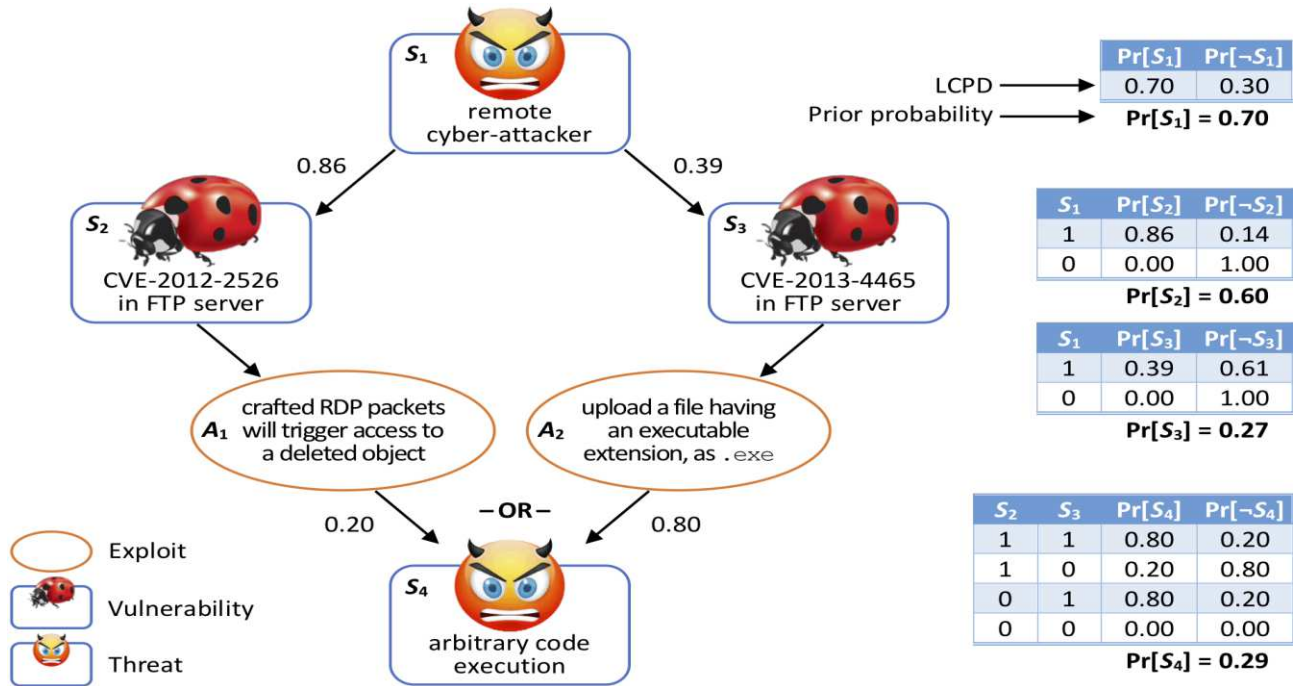 S1
remote
cyber-attacker
0.86
0.39
S2
CVE-2012-2526
in FTP server
S3
CVE-2013-4465
in FTP server
A1
crafted RDP packets
will trigger access to
a deleted object
A2
upload a file having
an executable
extension, as .exe
0.20
–OR–
0.80
S4
arbitrary code
execution
Exploit
Vulnerability
Threat
LCPD
Prior probability
Pr[S1] Pr[¬S1]
0.70 0.30
Pr[S1] = 0.70
S1 Pr[S2] Pr[¬S2]
1 0.86 0.14
0 0.00 1.00
Pr[S2] = 0.60
S1 Pr[S3] Pr[¬S3]
1 0.39 0.61
0 0.00 1.00
Pr[S3] = 0.27
S2 S3 Pr[S4] Pr[¬S4]
1 1 0.80 0.20
1 0 0.20 0.80
0 1 0.80 0.20
0 0 0.00 0.00
Pr[S4] = 0.29